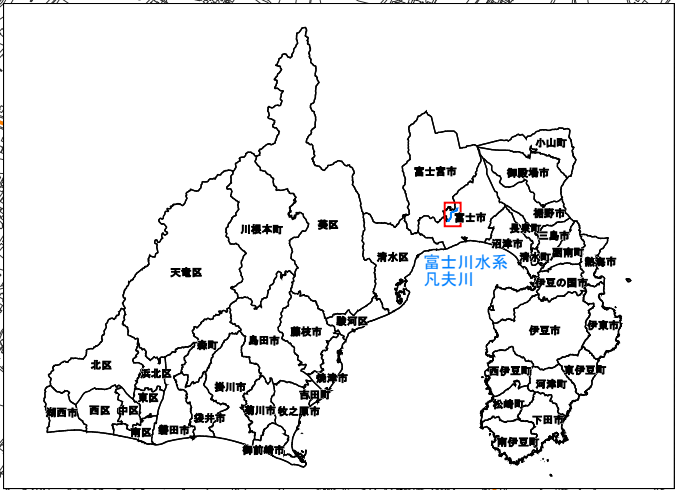 小山町
富士宮市
御殿場市
裾野市
富士市
葵区
長泉町
川根本町
三島市
沼津市
函南町
清水区
清水町
熱海市
富士川水系
凡夫川
天竜区
伊豆の国市
駿河区
伊豆市
伊東市
藤枝市
島田市
森町
北区
浜北区
西伊豆町
東伊豆町
焼津市
河津町
掛川市
吉田町
東区
松崎町
湖西市
西区
中区
菊川市
牧之原市
袋井市
下田市
南区
磐田市
南伊豆町
御前崎市